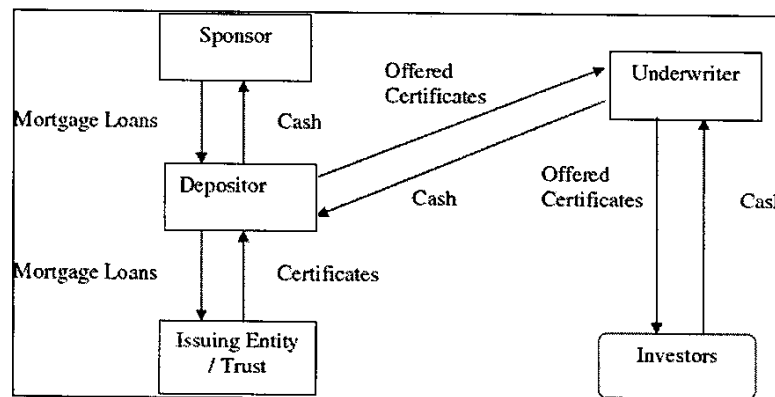 Sponsor
Underwriter
Offered
Certificates
Mortgage Loans
Cash
Depositor
Cash
Offered
Certificates
Cash
Mortgage Loans
Certificates
Issuing Entity
/ Trust
Investors